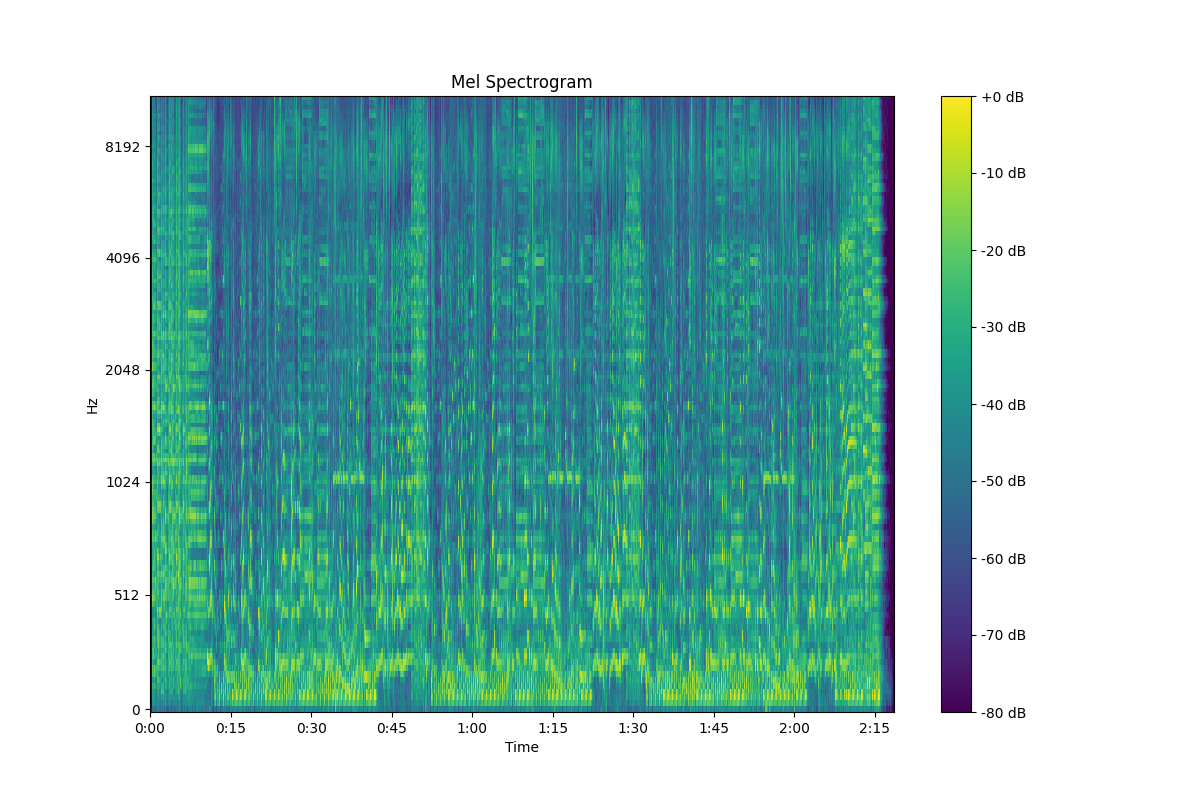 Mel Spectrogram
+0 dB
8192
-10 dB
-20 dB
4096
-30 dB
2048
-40 dB
Hz
1024
-50 dB
-60 dB
512
-70 dB
0
-80 dB
0:00 0:15 0:30 0:45 1:00 1:15 1:30 1:45 2:00 2:15
Time